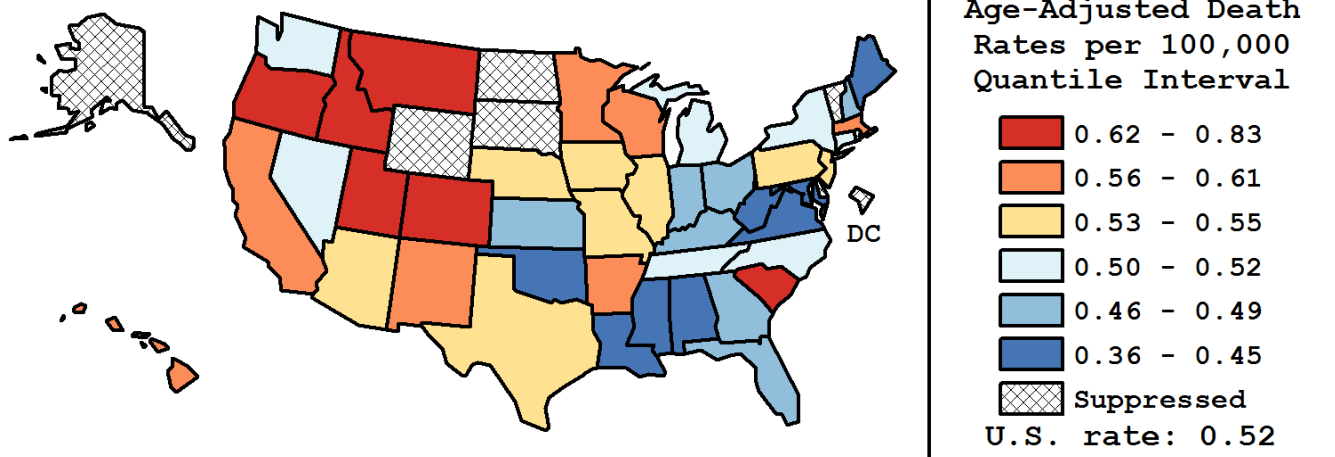 DC
Age-Adjusted Death
Rates per 100,000
Quantile Interval
0.62 - 0.83
0.56 - 0.61
0.53 - 0.55
0.50 - 0.52
0.46 - 0.49
0.36 - 0.45
Suppressed
U.S. rate: 0.52